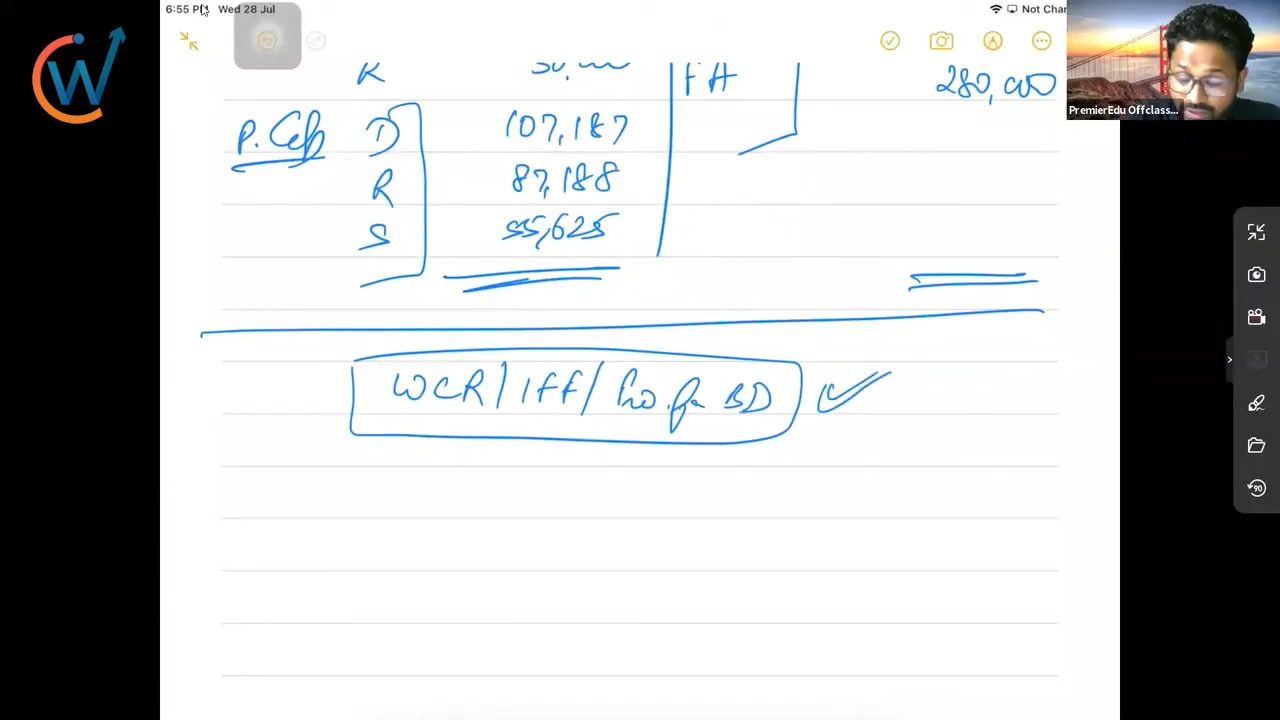 6:55 PM Wed 28 Jul
Not Char
K
FA
280,000
PremierEdu Offclass...
P. Cap D 107,187
R 87,188
S 55,625
WCR / IFF / Pro. for BD
W
90